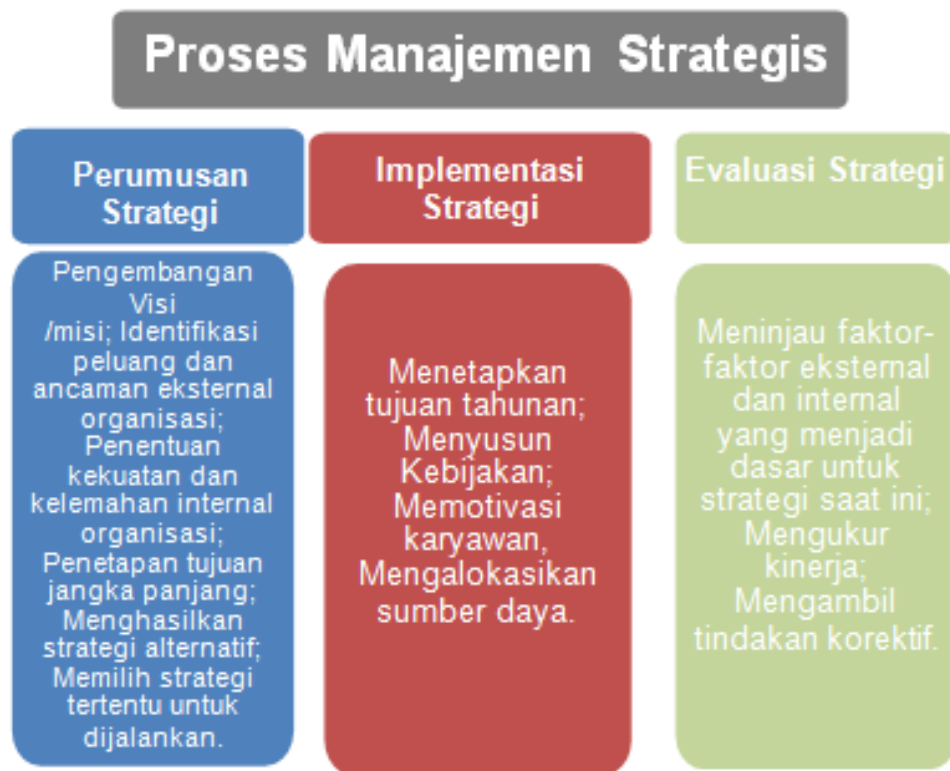 Proses Manajemen Strategis
Perumusan
Strategi
Pengembangan
Visi
/misi; Identifikasi
peluang dan
ancaman eksternal
organisasi;
Penentuan
kekuatan dan
kelemahan internal
organisasi;
Penetapan tujuan
jangka panjang;
Menghasilkan
strategi alternatif;
Memilih strategi
tertentu untuk
dijalankan.
Implementasi
Strategi
Menetapkan
tujuan tahunan;
Menyusun
Kebijakan;
Memotivasi
karyawan,
Mengalokasikan
sumber daya.
Evaluasi Strategi
Meninjau faktor-
faktor eksternal
dan internal
yang menjadi
dasar untuk
strategi saat ini;
Mengukur
kinerja;
Mengambil
tindakan korektif.